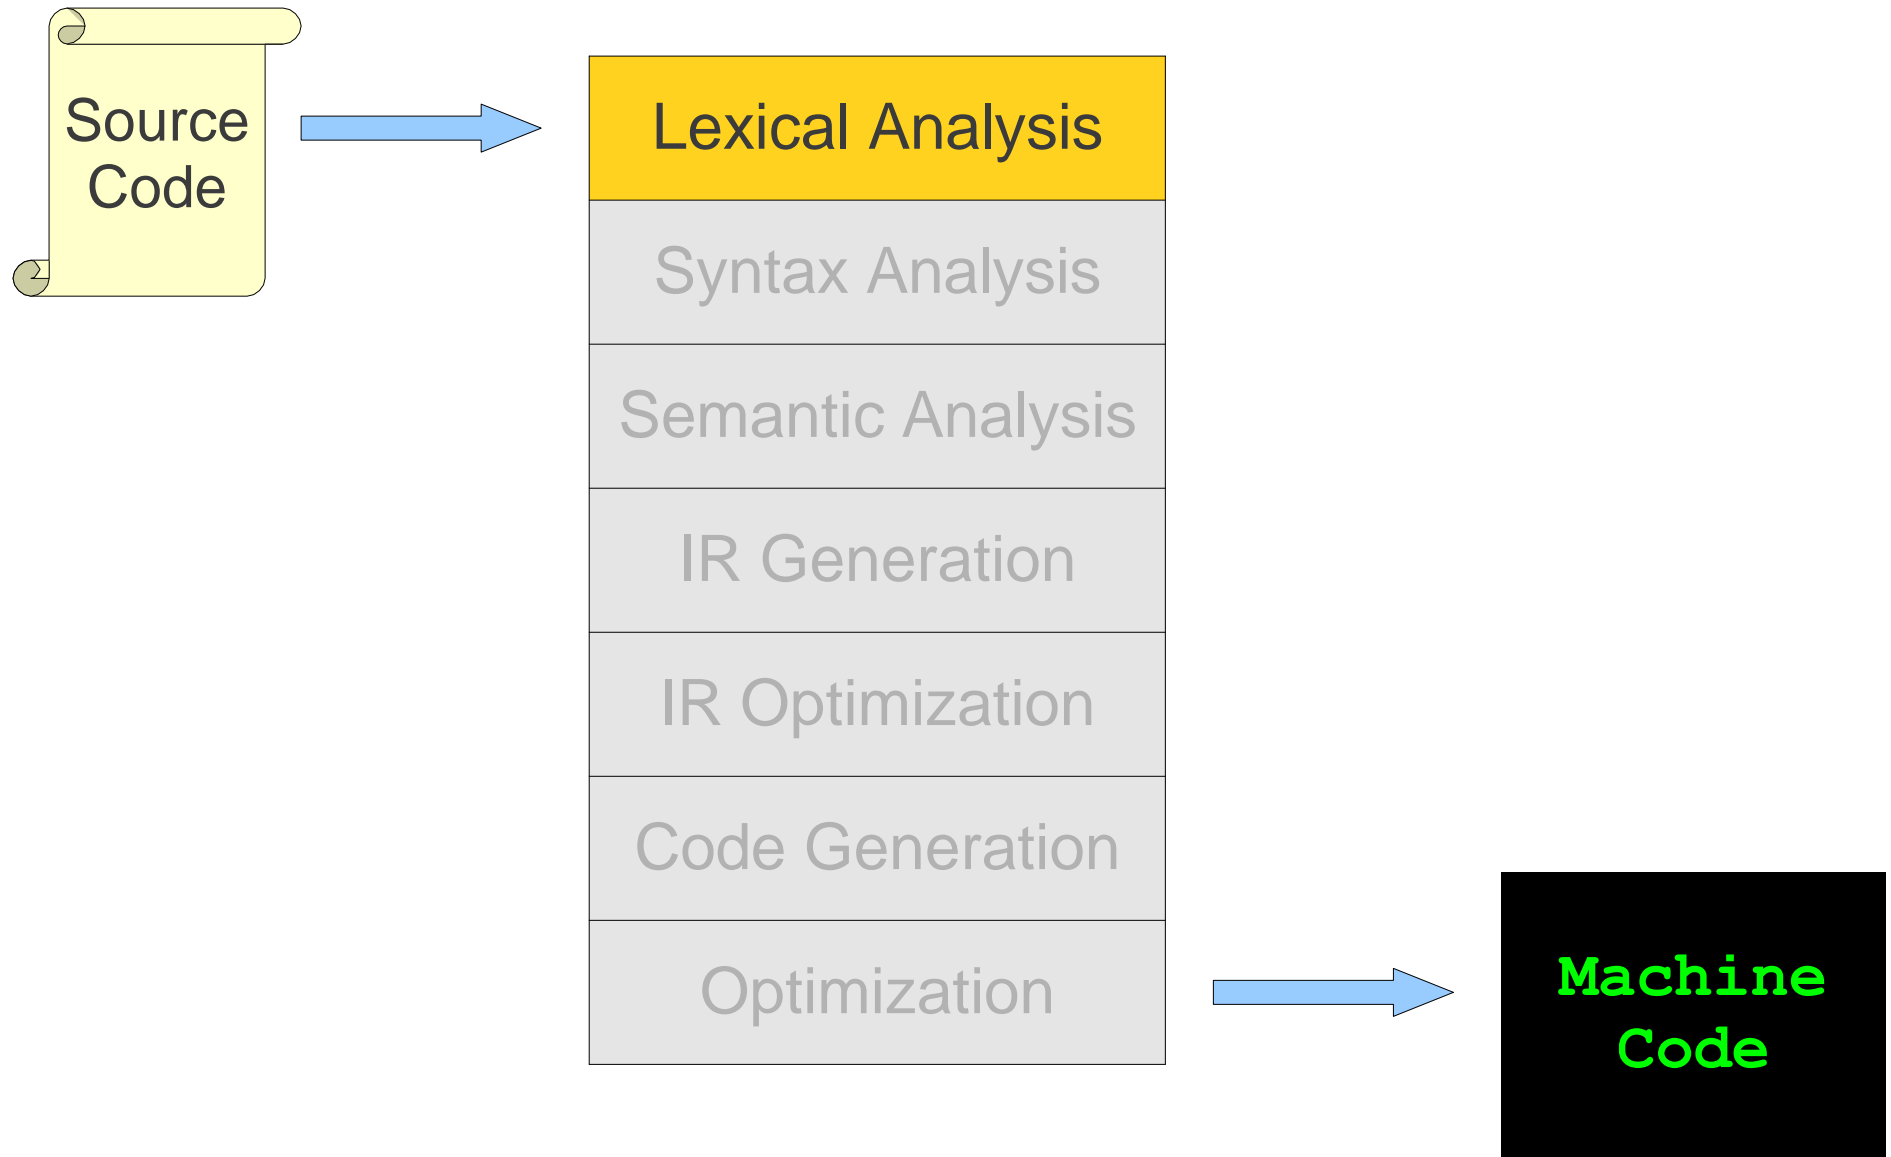 Source
Code
Lexical Analysis
Syntax Analysis
Semantic Analysis
IR Generation
IR Optimization
Code Generation
Optimization
Machine
Code